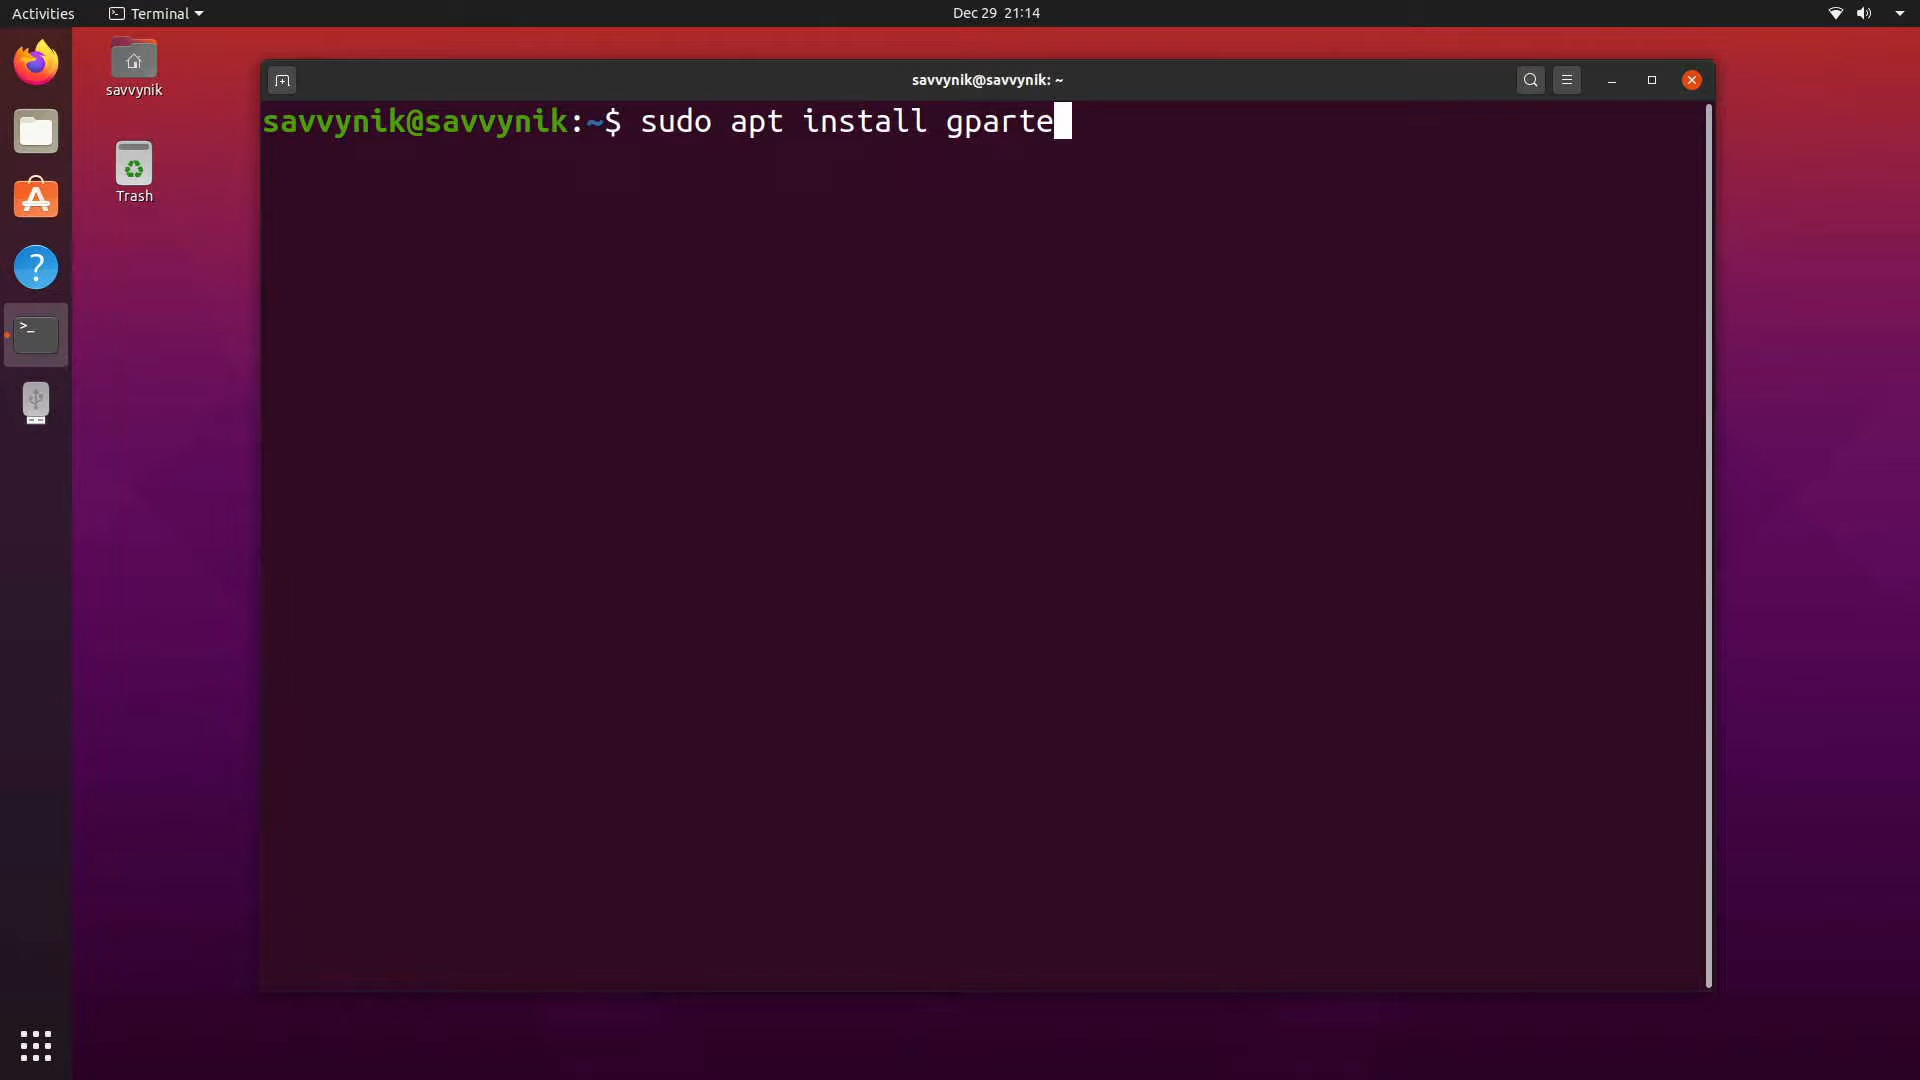 Activities
Terminal
Dec 29 21:14
savvynik
Trash
savvynik@savvynik: ~
savvynik@savvynik:~$ sudo apt install gparte